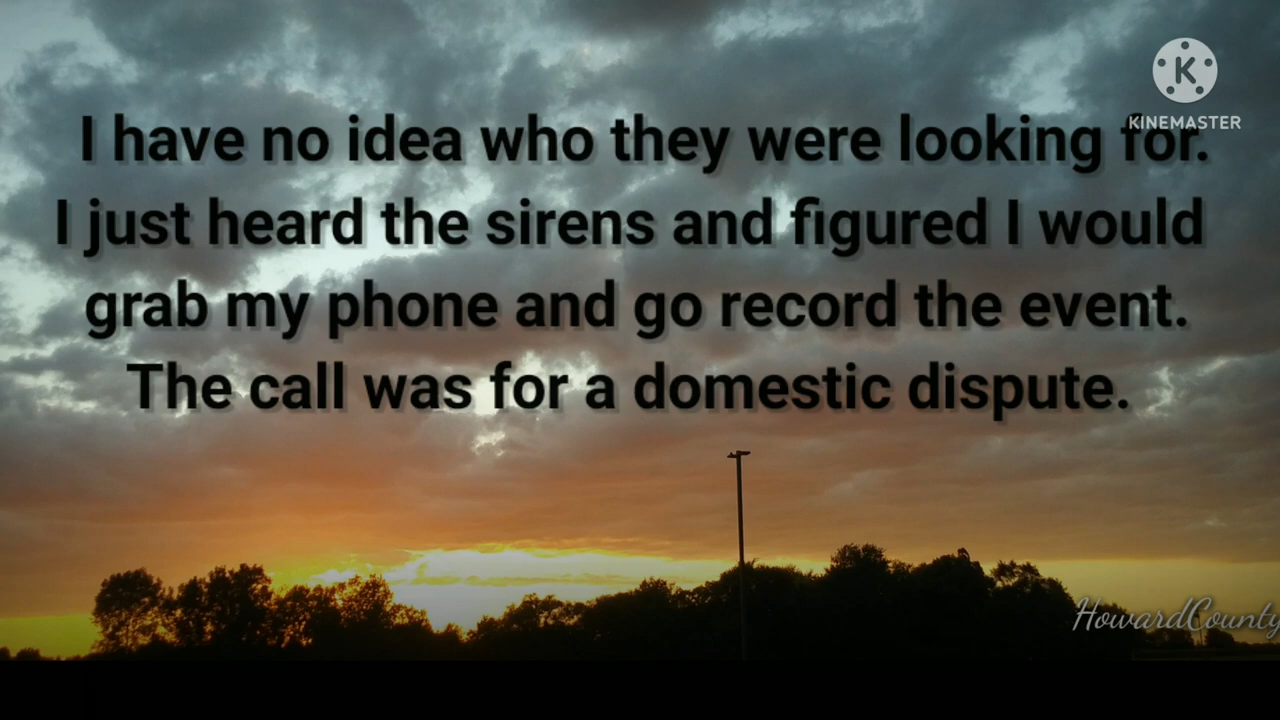 KINEMASTER
I have no idea who they were looking for.
I just heard the sirens and figured I would
grab my phone and go record the event.
The call was for a domestic dispute.
HowardCounty